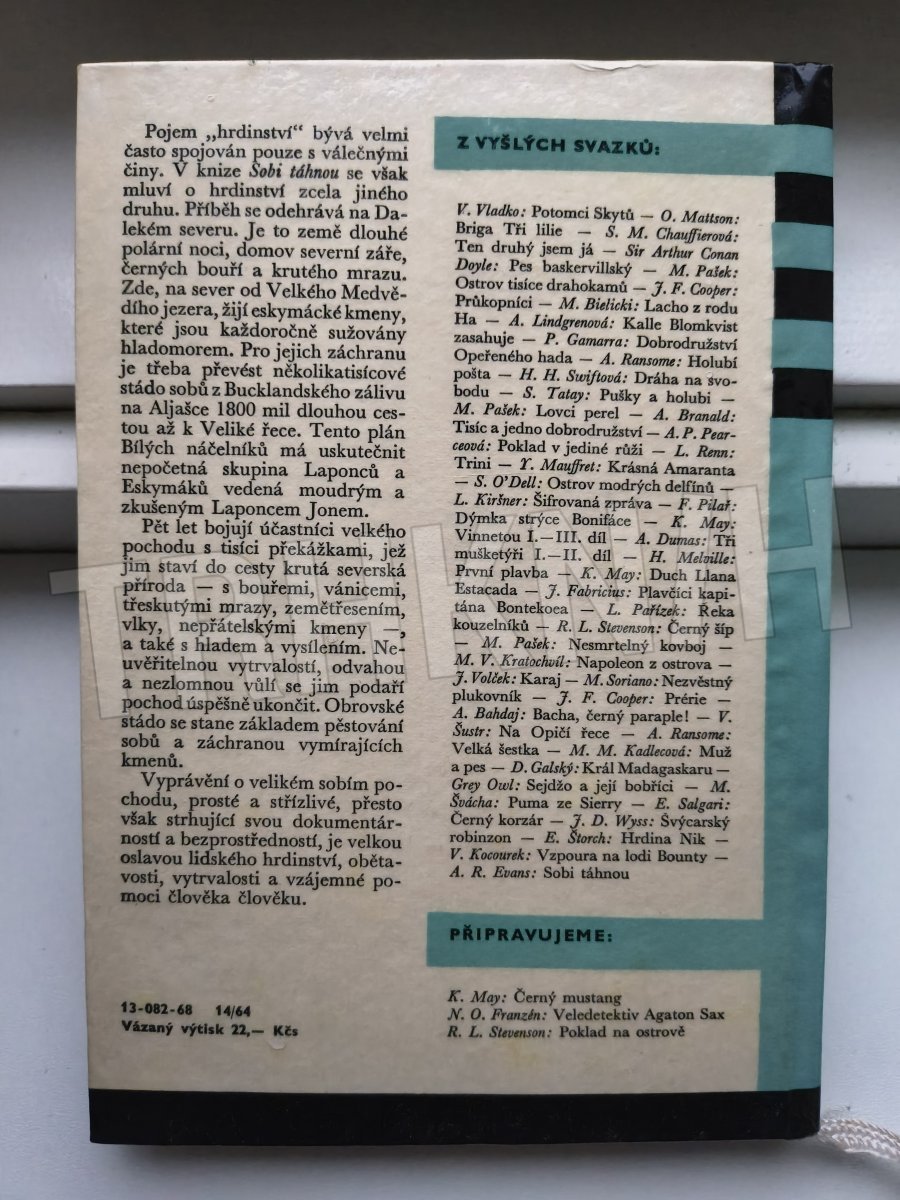 Pojem „hrdinství“ bývá velmi
často spojován pouze s válečnými
činy. V knize Sobi táhnou se však
mluví o hrdinství zcela jiného
druhu. Příběh se odehrává na Da-
lekém severu. Je to země dlouhé
polární noci, domov severní záře,
černých bouří a krutého mrazu.
Zde, na sever od Velkého Medvě-
dího jezera, žijí eskymácké kmeny,
které jsou každoročně sužovány
hladomorem. Pro jejich záchranu
je třeba převést několikatisícové
stádo sobů z Bucklandského zálivu
na Aljašce 1800 mil dlouhou ces-
tou až k Veliké řece. Tento plán
Bílých náčelníků má uskutečnit
nepočetná skupina Laponců a
Eskymáků vedená moudrým a
zkušeným Laponcem Jonem.
Pět let bojují účastníci velkého
pochodu s tisíci překážkami, jež
jim staví do cesty krutá severská
příroda — s bouřemi, vánicemi,
třeskutými mrazy, zemětřesením,
vlky, nepřátelskými kmeny —,
a také s hladem a vysílením. Ne-
uvěřitelnou vytrvalostí, odvahou
a nezlomnou vůlí se jim podaří
pochod úspěšně ukončit. Obrovské
stádo se stane základem pěstování
sobů a záchranou vymírajících
kmenů.
Vyprávění o velikém sobím po-
chodu, prosté a střízlivé, přesto
však strhující svou dokumentár-
ností a bezprostředností, je velkou
oslavou lidského hrdinství, oběta-
vosti, vytrvalosti a vzájemné po-
moci člověka člověku.
13-082-68 14/64
Vázaný výtisk 22,— Kčs
Z VYŠLÝCH SVAZKŮ:
V. Vladko: Potomci Skytů — O. Mattson:
Briga Tři lilie — S. M. Chauffierová:
Ten druhý jsem já — Sir Arthur Conan
Doyle: Pes baskervillský — M. Pašek:
Ostrov tisíce drahokamů — J. F. Cooper:
Průkopníci — M. Bielicki: Lacho z rodu
Ha — A. Lindgrenová: Kalle Blomkvist
zasahuje — P. Gamarra: Dobrodružství
Opeřeného hada — A. Ransome: Holubí
pošta — H. H. Swiftová: Dráha na svo-
bodu — S. Tatay: Pušky a holubi —
M. Pašek: Lovci perel — A. Branald:
Tisíc a jedno dobrodružství — A. P. Pear-
ceová: Poklad v jediné růži — L. Renn:
Trini — Y. Mauffret: Krásná Amaranta
— S. O'Dell: Ostrov modrých delfínů —
L. Kiršner: Šifrovaná zpráva — F. Pilař:
Dýmka strýce Bonifáce — K. May:
Vinnetou I.—III. díl — A. Dumas: Tři
mušketýři I.—II. díl — H. Melville:
První plavba — K. May: Duch Llana
Estacada — J. Fabricius: Plavčíci kapi-
tána Bontekoea — L. Pařízek: Řeka
kouzelníků — R. L. Stevenson: Černý šíp
— M. Pašek: Nesmrtelný kovboj —
M. V. Kratochvíl: Napoleon z ostrova —
J. Volček: Karaj — M. Soriano: Nezvěstný
plukovník — J. F. Cooper: Prérie —
A. Bahdaj: Bacha, černý paraple! — V.
Šustr: Na Opičí řece — A. Ransome:
Velká šestka — M. M. Kadlecová: Muž
a pes — D. Galský: Král Madagaskaru —
Grey Owl: Sejdžo a její bobříci — M.
Švácha: Puma ze Sierry — E. Salgari:
Černý korzár — J. D. Wyss: Švýcarský
robinzon — E. Štorch: Hrdina Nik —
V. Kocourek: Vzpoura na lodi Bounty —
A. R. Evans: Sobi táhnou
PŘIPRAVUJEME:
K. May: Černý mustang
N. O. Franzén: Veledetektiv Agaton Sax
R. L. Stevenson: Poklad na ostrově